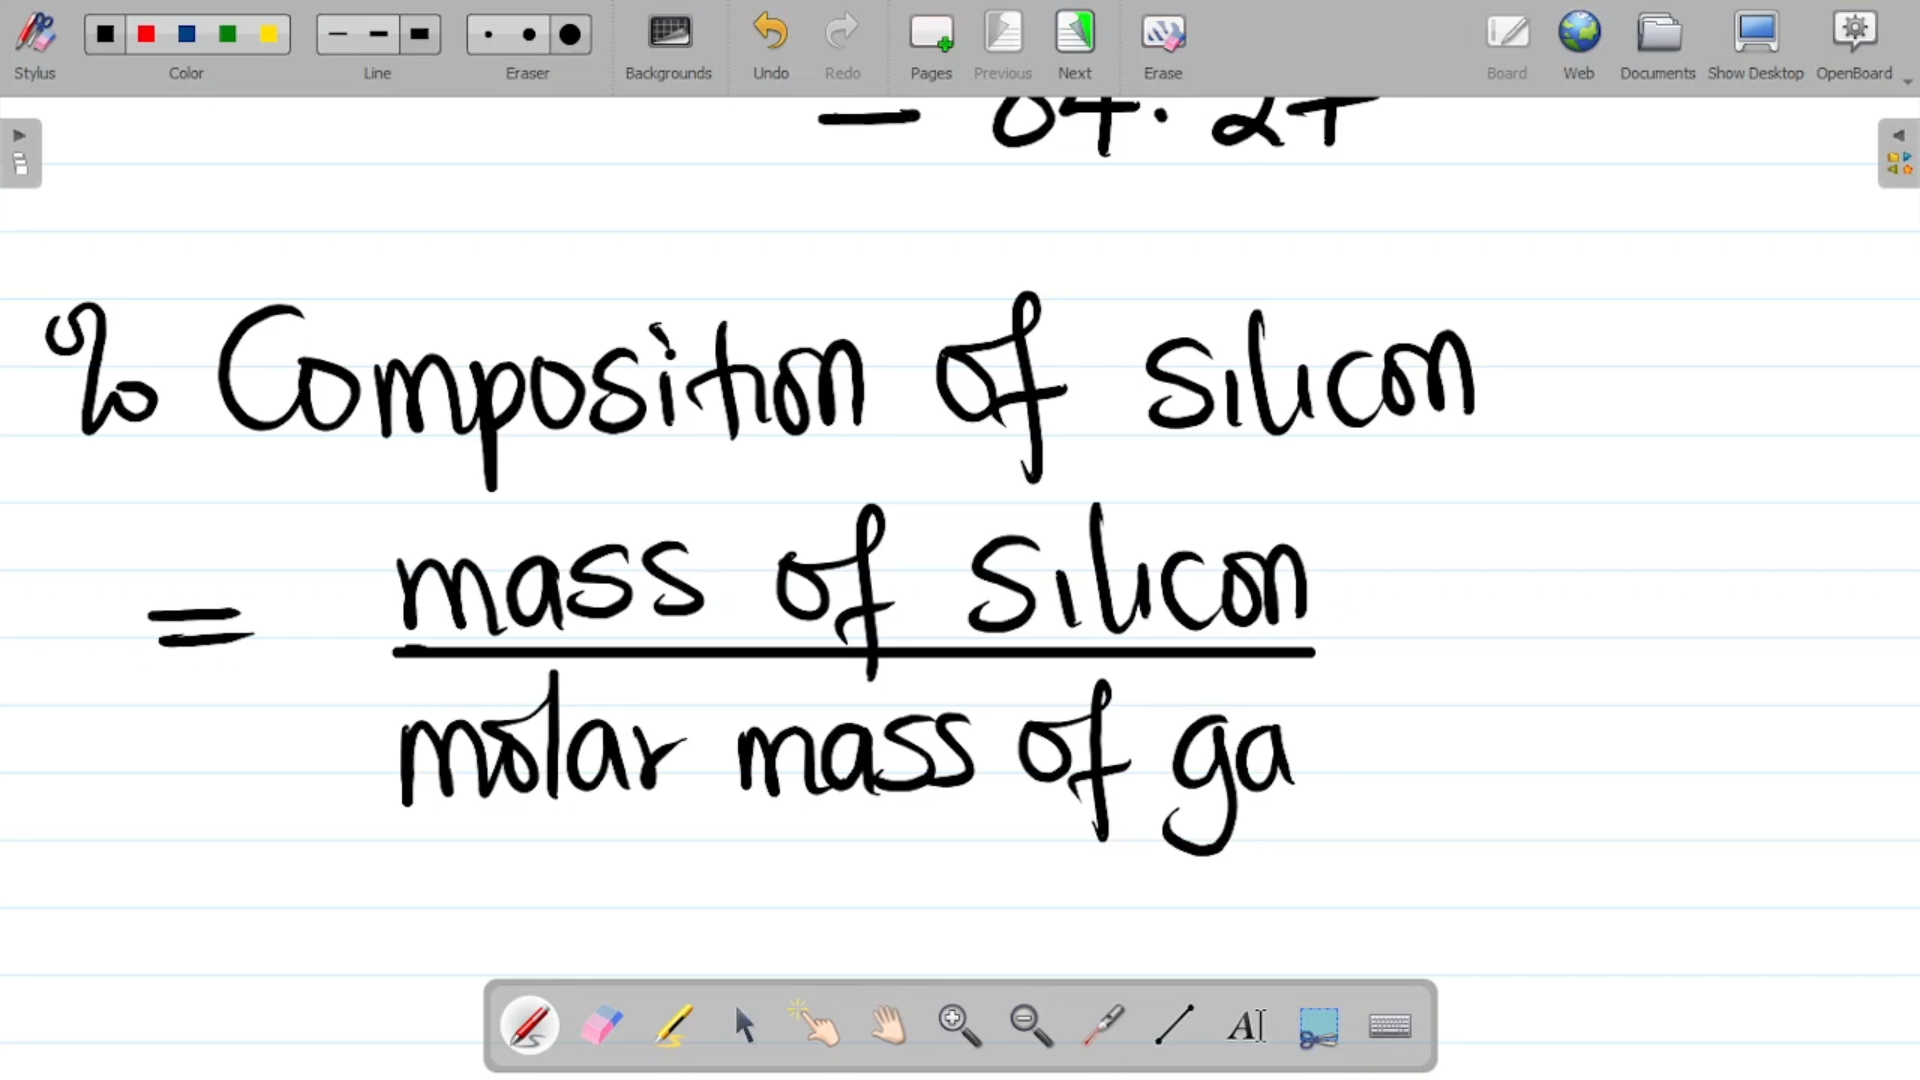 Stylus
Color
Line
Eraser
Backgrounds
Undo
Redo
Pages
Previous
Next
Erase
Board
Web
Documents
Show Desktop
OpenBoard
% Composition of silicon
= mass of silicon
molar mass of ga